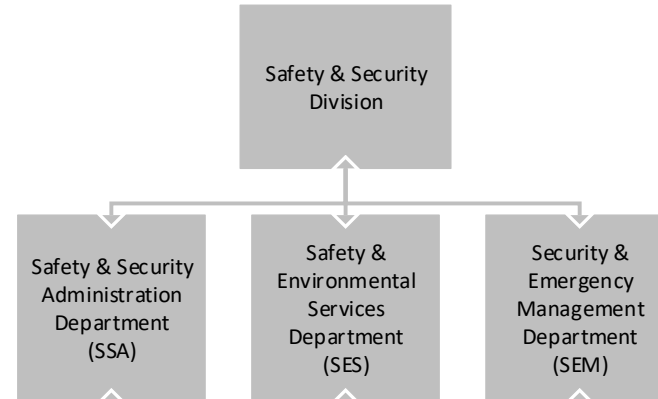 Safety & Security
Division
Safety & Security
Administration
Department
(SSA)
Safety &
Environmental
Services
Department
(SES)
Security &
Emergency
Management
Department
(SEM)